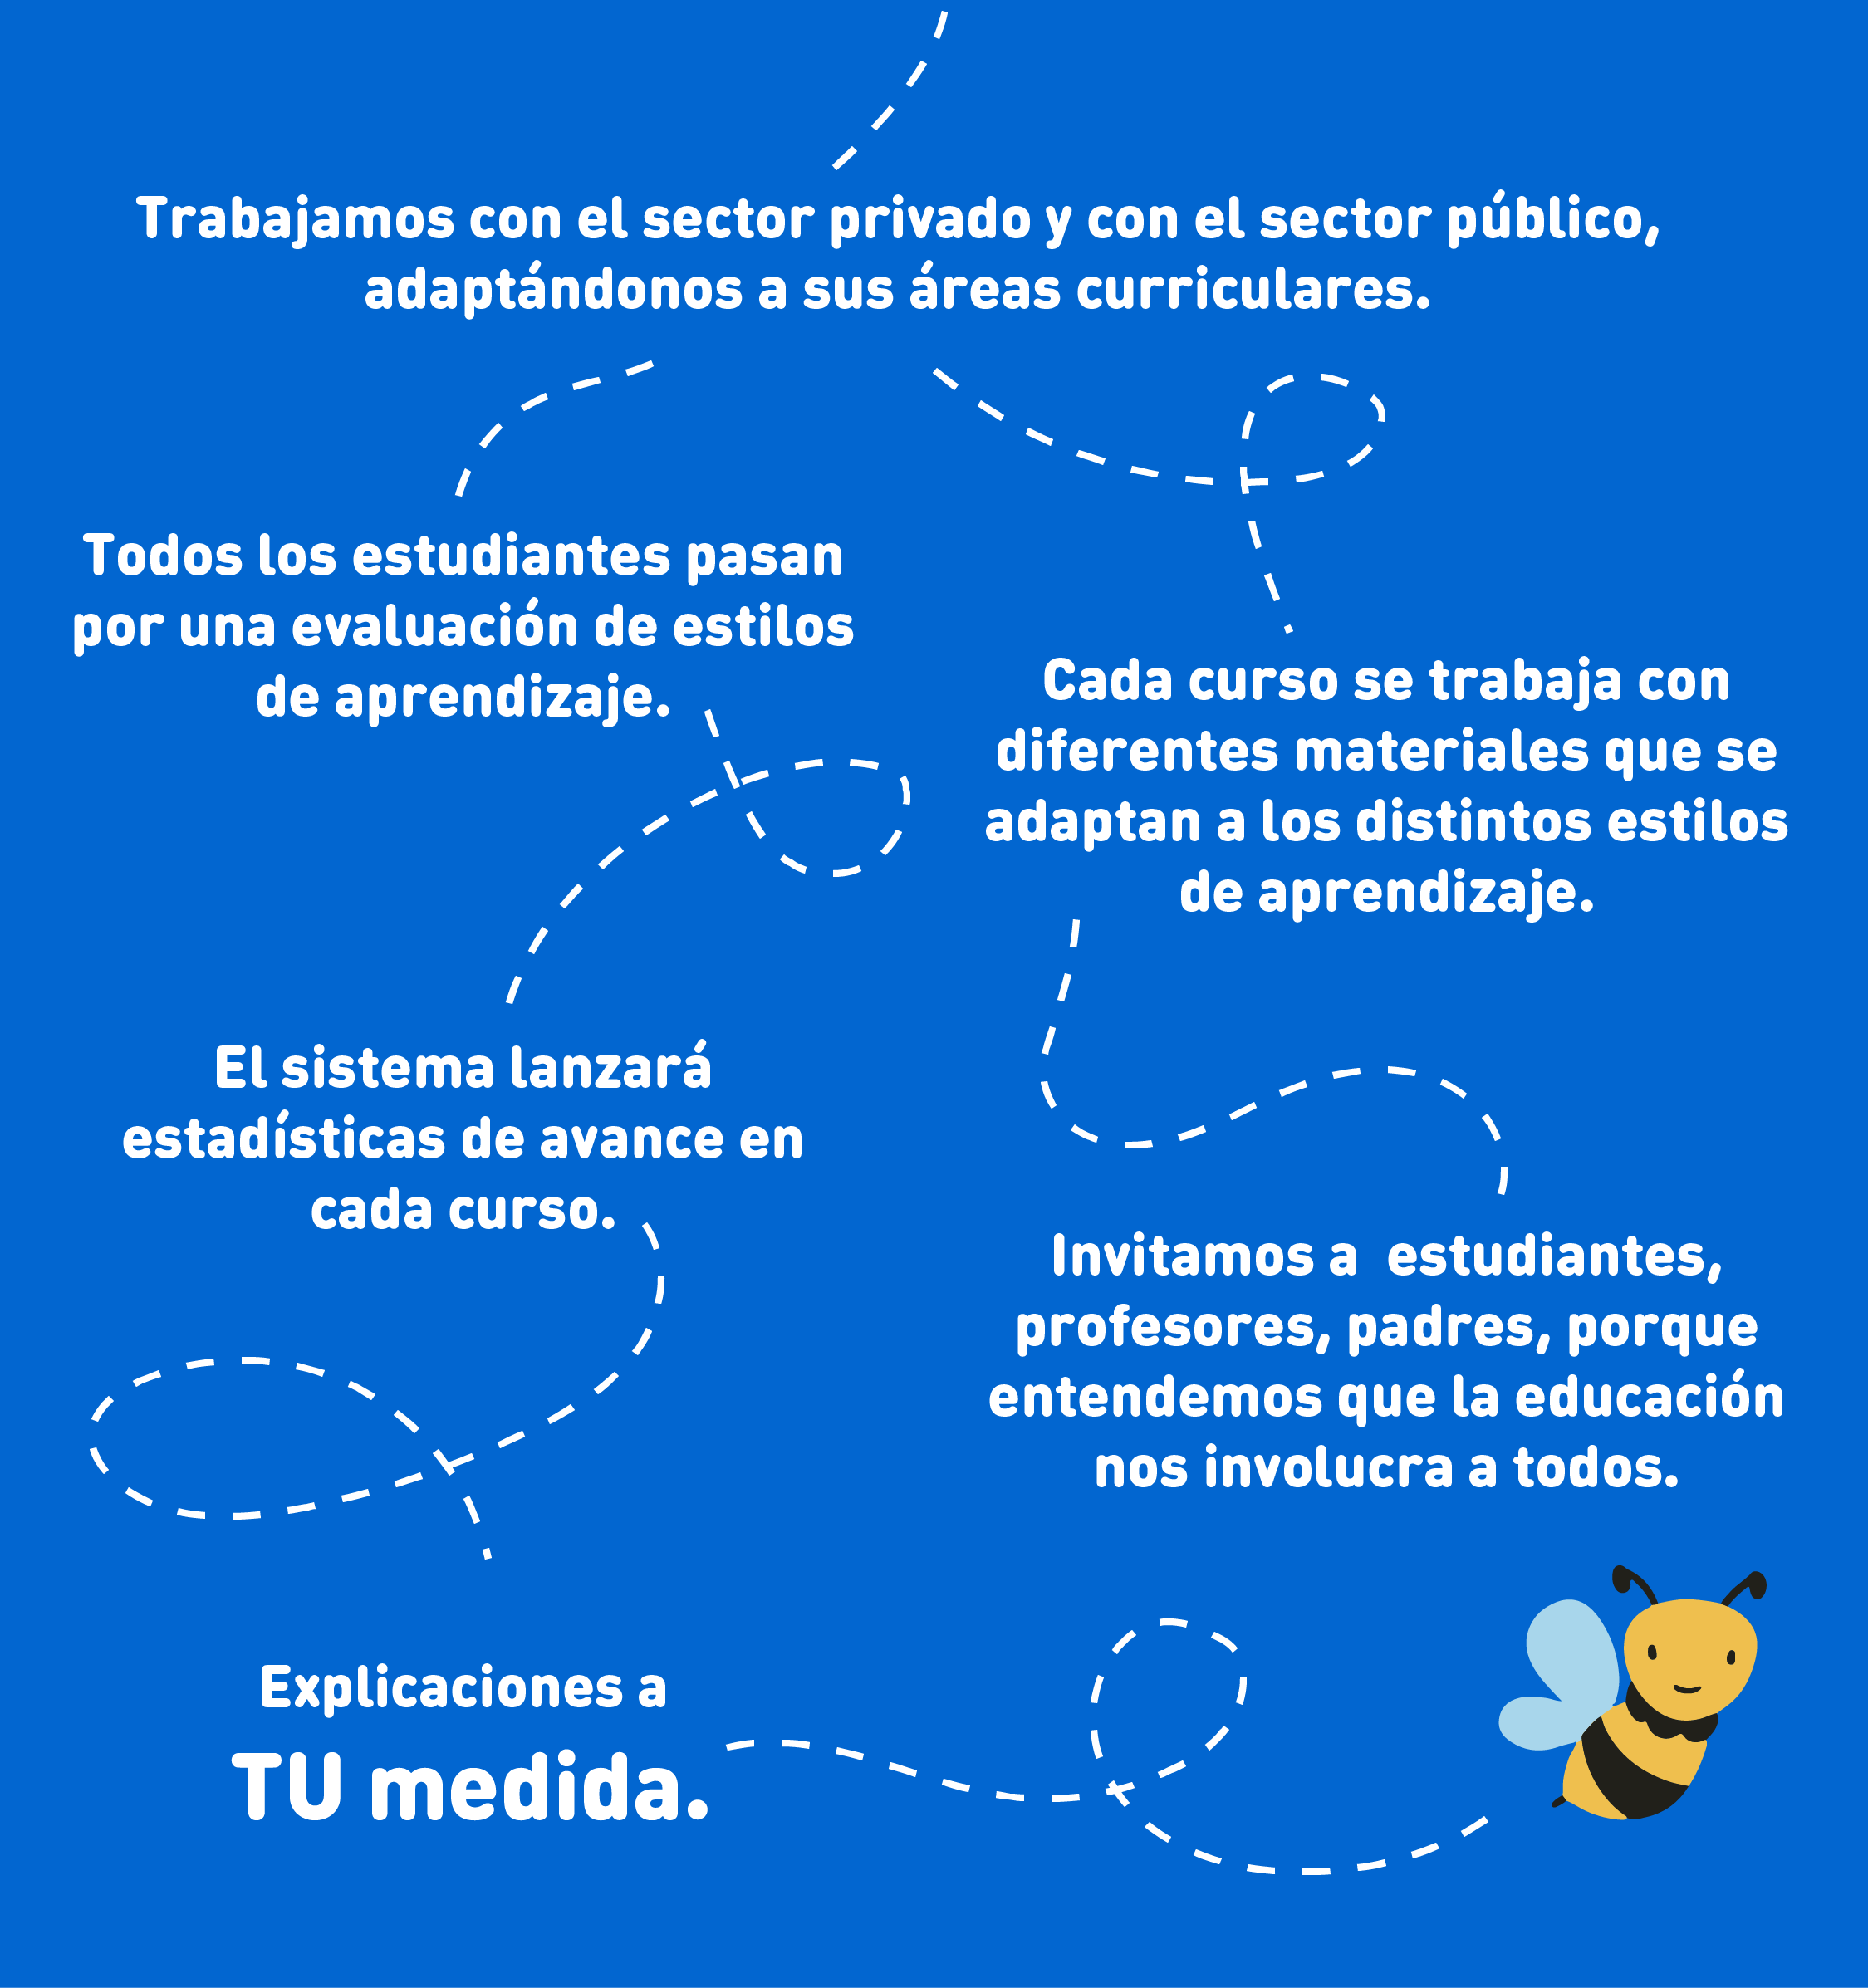 Trabajamos con el sector privado y con el sector público,
adaptándonos a sus áreas curriculares.
Todos los estudiantes pasan
por una evaluación de estilos
de aprendizaje.
Cada curso se trabaja con
diferentes materiales que se
adaptan a los distintos estilos
de aprendizaje.
El sistema lanzará
estadísticas de avance en
cada curso.
Invitamos a  estudiantes,
profesores, padres, porque
entendemos que la educación
nos involucra a todos.
Explicaciones a
TU medida.